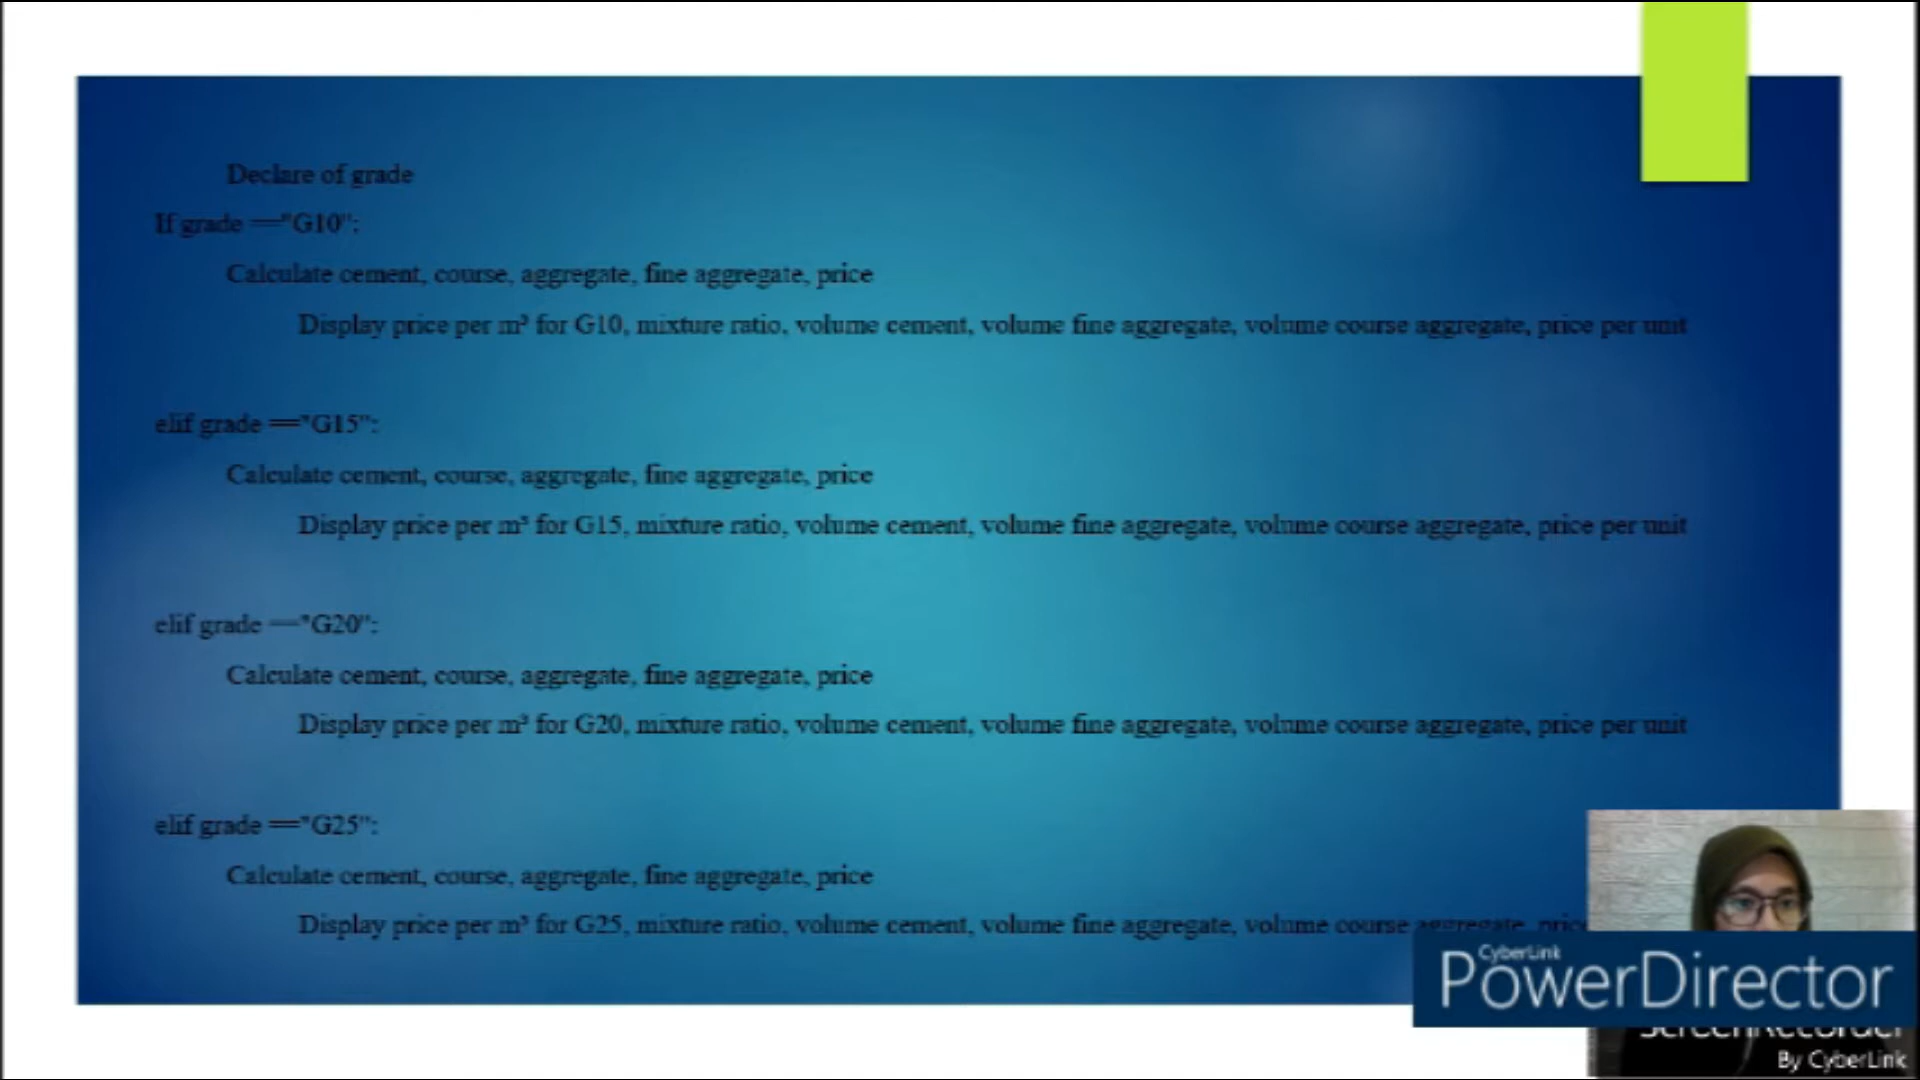 Declare of grade
If grade =="G10":
Calculate cement, course, aggregate, fine aggregate, price
Display price per m³ for G10, mixture ratio, volume cement, volume fine aggregate, volume course aggregate, price per unit
elif grade =="G15":
Calculate cement, course, aggregate, fine aggregate, price
Display price per m³ for G15, mixture ratio, volume cement, volume fine aggregate, volume course aggregate, price per unit
elif grade =="G20":
Calculate cement, course, aggregate, fine aggregate, price
Display price per m³ for G20, mixture ratio, volume cement, volume fine aggregate, volume course aggregate, price per unit
elif grade =="G25":
Calculate cement, course, aggregate, fine aggregate, price
Display price per m³ for G25, mixture ratio, volume cement, volume fine aggregate, volume course aggregate, price
CyberLink
PowerDirector
ScreenRecorder
By CyberLink